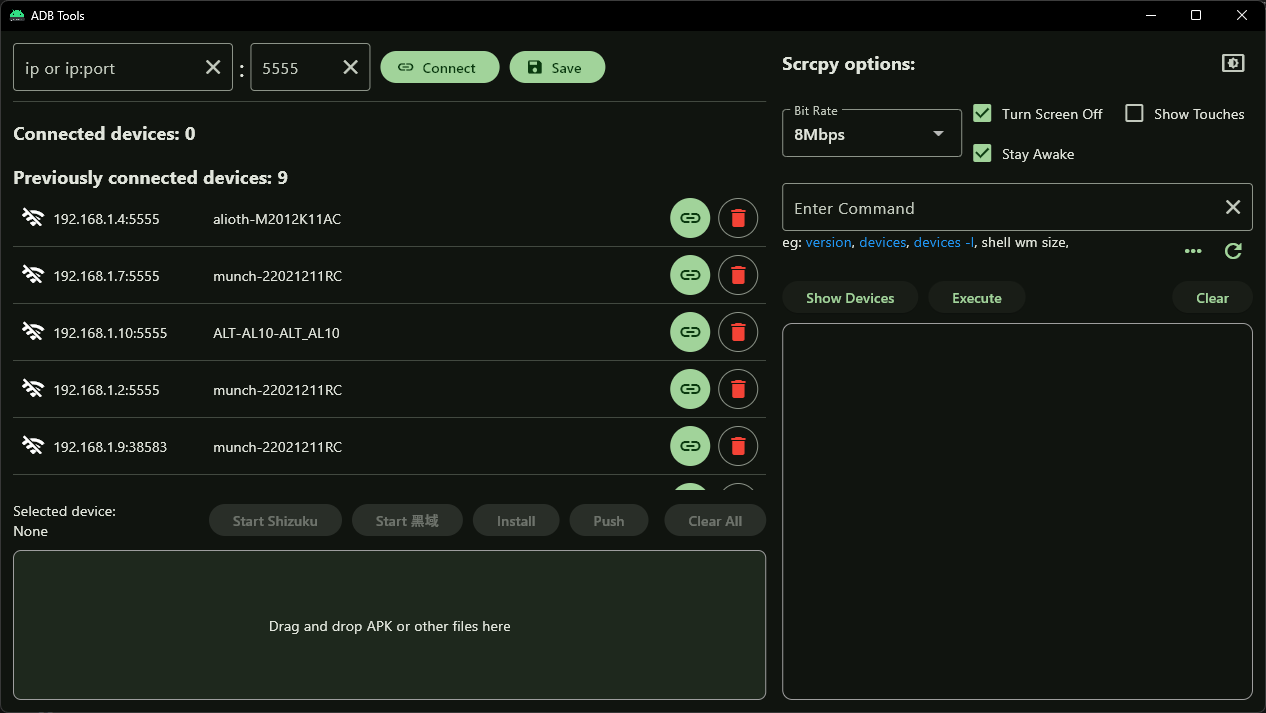 ADB Tools
ip or ip:port : 5555 Connect Save
Connected devices: 0
Previously connected devices: 9
192.168.1.4:5555 alioth-M2012K11AC
192.168.1.7:5555 munch-22021211RC
192.168.1.10:5555 ALT-AL10-ALT_AL10
192.168.1.2:5555 munch-22021211RC
192.168.1.9:38583 munch-22021211RC
Selected device:
None
Start Shizuku Start 黑域 Install Push Clear All
Drag and drop APK or other files here
Scrcpy options:
Bit Rate
8Mbps
Turn Screen Off Show Touches
Stay Awake
Enter Command
eg: version, devices, devices -l, shell wm size,
Show Devices Execute Clear